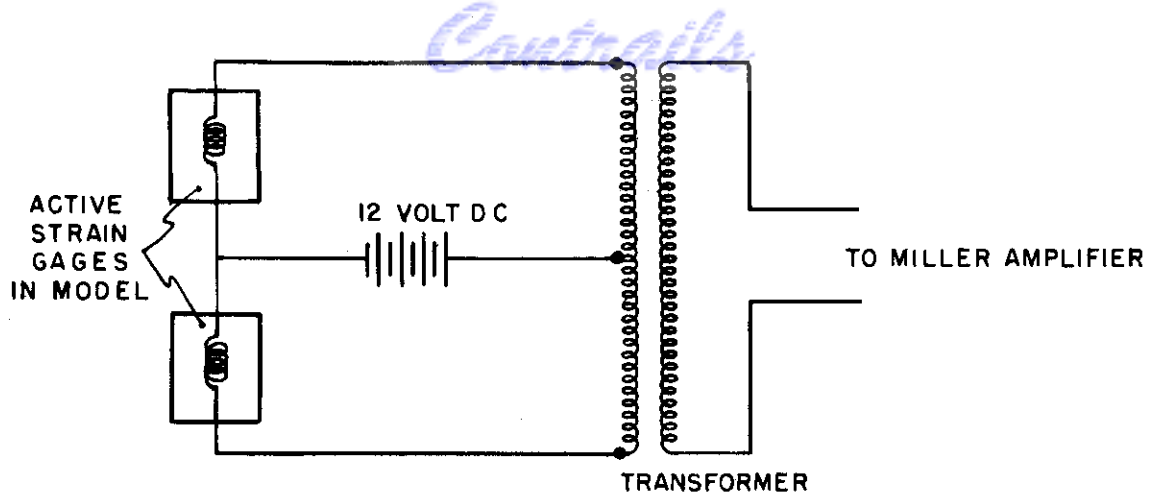 Contrails
ACTIVE
STRAIN
GAGES
IN MODEL
12 VOLT DC
TO MILLER AMPLIFIER
TRANSFORMER